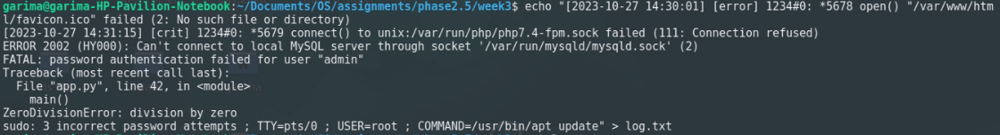 garima@garima-HP-Pavilion-Notebook:~/Documents/OS/assignments/phase2.5/week3$ echo "[2023-10-27 14:30:01] [error] 1234#0: *5678 open() "/var/www/htm
l/favicon.ico" failed (2: No such file or directory)
[2023-10-27 14:31:15] [crit] 1234#0: *5679 connect() to unix:/var/run/php/php7.4-fpm.sock failed (111: Connection refused)
ERROR 2002 (HY000): Can't connect to local MySQL server through socket '/var/run/mysqld/mysqld.sock' (2)
FATAL: password authentication failed for user "admin"
Traceback (most recent call last):
  File "app.py", line 42, in <module>
    main()
ZeroDivisionError: division by zero
sudo: 3 incorrect password attempts ; TTY=pts/0 ; USER=root ; COMMAND=/usr/bin/apt update" > log.txt